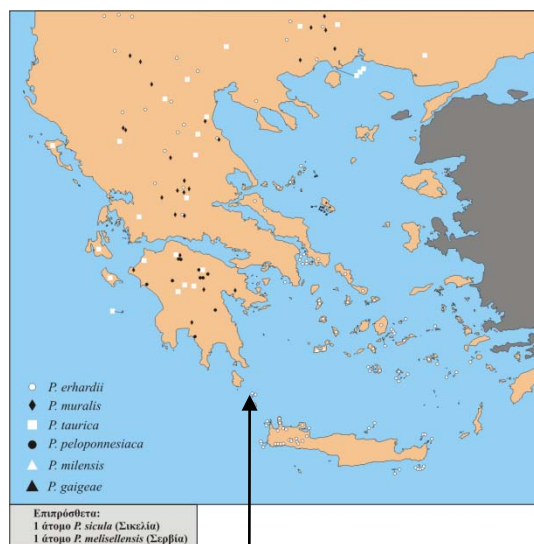 P. erhardii
P. muralis
P. taurica
P. peloponnesiaca
P. milensis
P. gaigeae
Επιπρόσθετα:
1 άτομο P. sicula (Σικελία)
1 άτομο P. melisellensis (Σερβία)